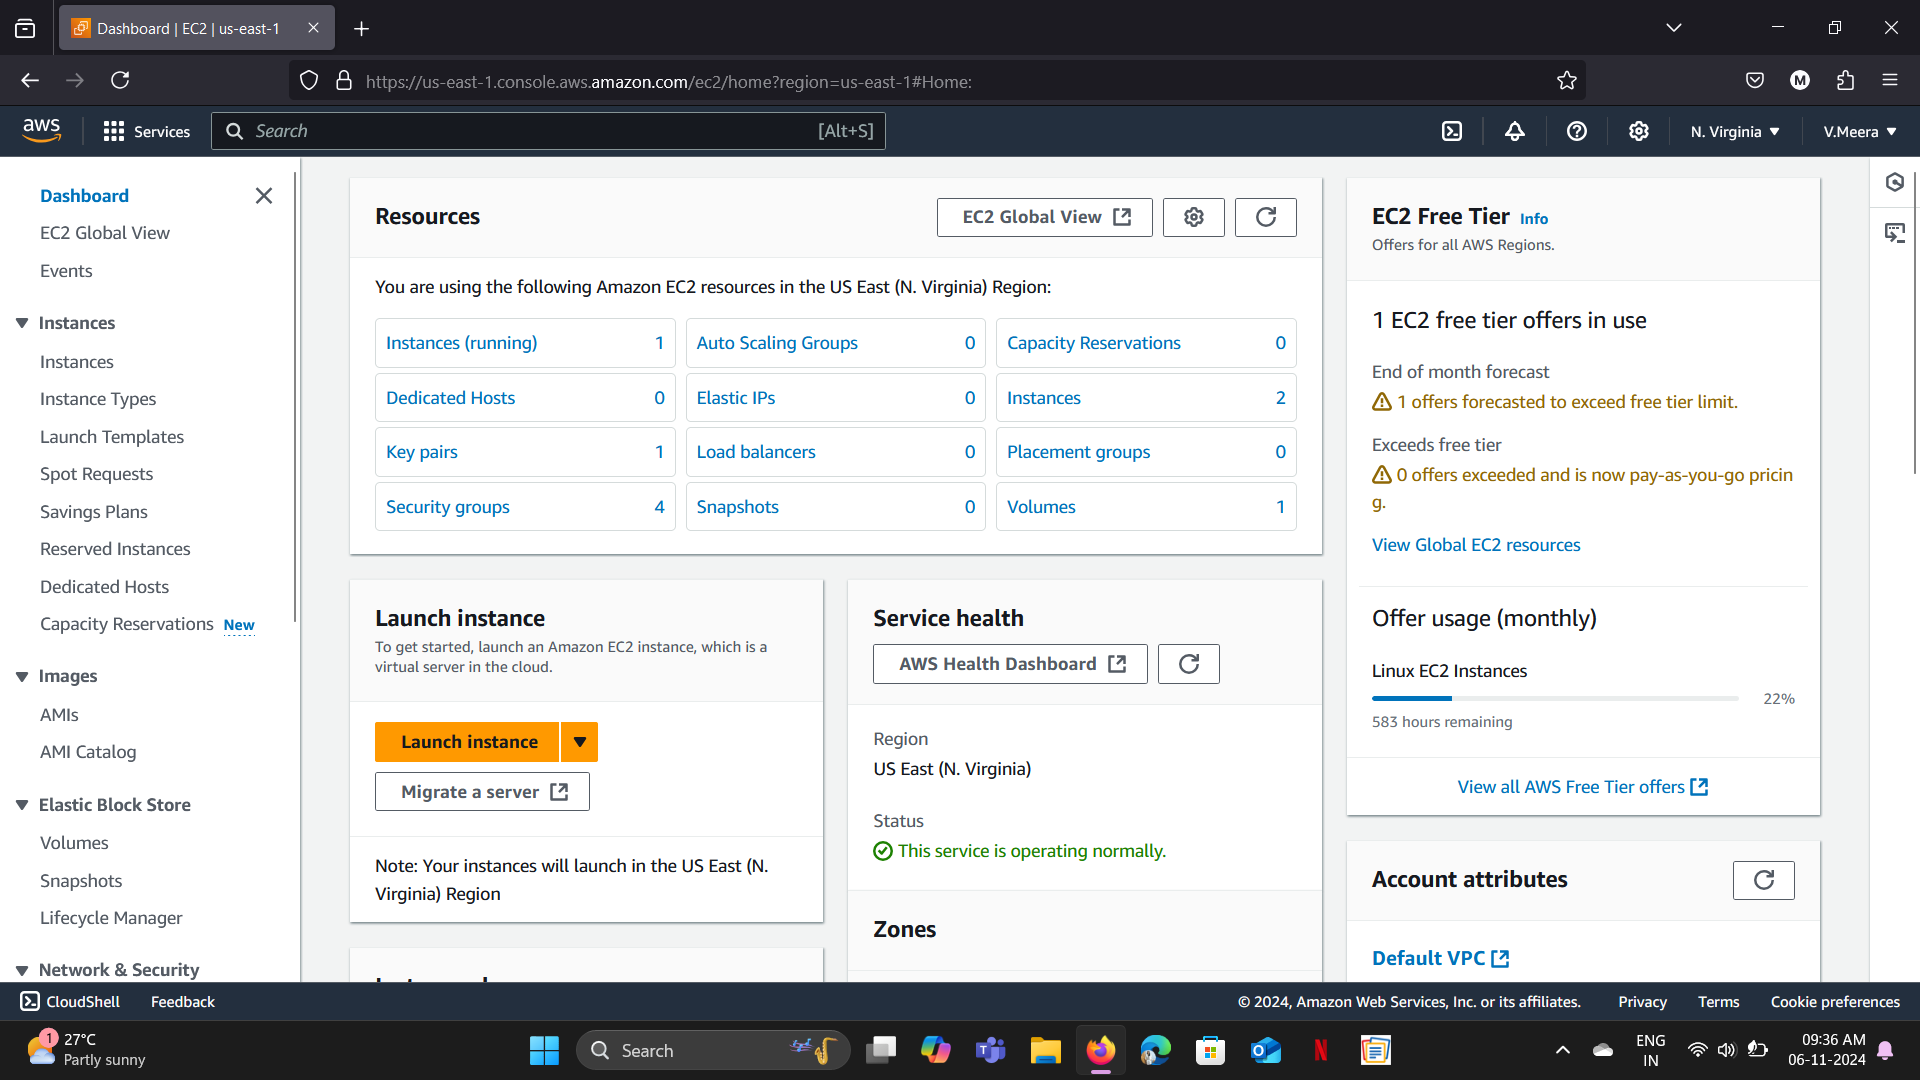 Dashboard | EC2 | us-east-1
https://us-east-1.console.aws.amazon.com/ec2/home?region=us-east-1#Home:
M
aws
Services
Search
[Alt+S]
N. Virginia
V.Meera
Dashboard
EC2 Global View
Events
Instances
Instances
Instance Types
Launch Templates
Spot Requests
Savings Plans
Reserved Instances
Dedicated Hosts
Capacity Reservations New
Images
AMIs
AMI Catalog
Elastic Block Store
Volumes
Snapshots
Lifecycle Manager
Network & Security
Resources
EC2 Global View
You are using the following Amazon EC2 resources in the US East (N. Virginia) Region:
Instances (running) 1
Auto Scaling Groups 0
Capacity Reservations 0
Dedicated Hosts 0
Elastic IPs 0
Instances 2
Key pairs 1
Load balancers 0
Placement groups 0
Security groups 4
Snapshots 0
Volumes 1
Launch instance
To get started, launch an Amazon EC2 instance, which is a
virtual server in the cloud.
Launch instance
Migrate a server
Note: Your instances will launch in the US East (N.
Virginia) Region
Service health
AWS Health Dashboard
Region
US East (N. Virginia)
Status
This service is operating normally.
Zones
EC2 Free Tier Info
Offers for all AWS Regions.
1 EC2 free tier offers in use
End of month forecast
1 offers forecasted to exceed free tier limit.
Exceeds free tier
0 offers exceeded and is now pay-as-you-go pricin
g.
View Global EC2 resources
Offer usage (monthly)
Linux EC2 Instances
22%
583 hours remaining
View all AWS Free Tier offers
Account attributes
Default VPC
CloudShell
Feedback
© 2024, Amazon Web Services, Inc. or its affiliates.
Privacy
Terms
Cookie preferences
1
27°C
Partly sunny
Search
ENG
IN
09:36 AM
06-11-2024